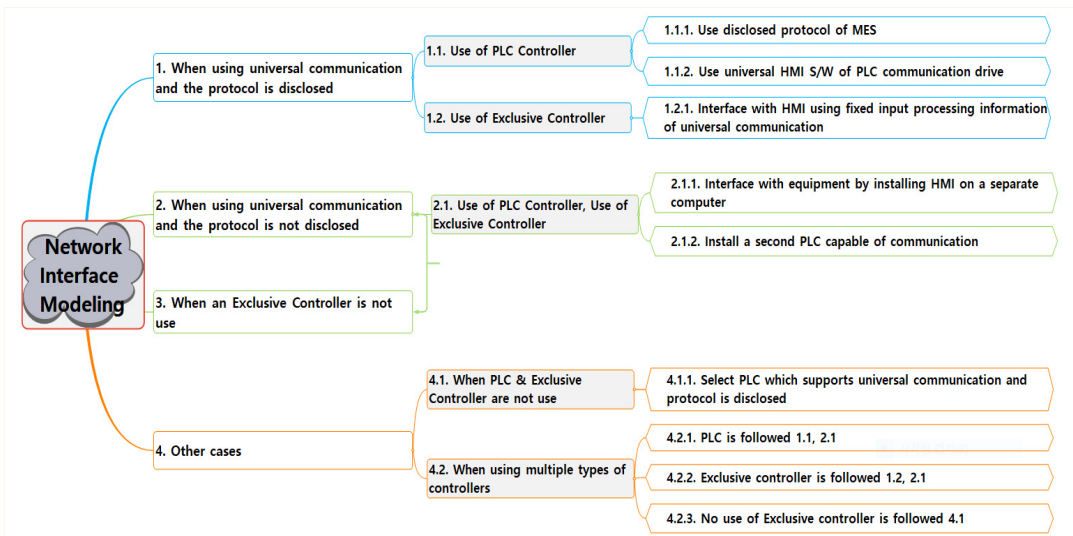 Network
Interface
Modeling
1. When using universal communication
and the protocol is disclosed
1.1. Use of PLC Controller
1.1.1. Use disclosed protocol of MES
1.1.2. Use universal HMI S/W of PLC communication drive
1.2. Use of Exclusive Controller
1.2.1. Interface with HMI using fixed input processing information
of universal communication
2. When using universal communication
and the protocol is not disclosed
2.1. Use of PLC Controller, Use of
Exclusive Controller
2.1.1. Interface with equipment by installing HMI on a separate
computer
2.1.2. Install a second PLC capable of communication
3. When an Exclusive Controller is not
use
4. Other cases
4.1. When PLC & Exclusive
Controller are not use
4.1.1. Select PLC which supports universal communication and
protocol is disclosed
4.2. When using multiple types of
controllers
4.2.1. PLC is followed 1.1, 2.1
4.2.2. Exclusive controller is followed 1.2, 2.1
4.2.3. No use of Exclusive controller is followed 4.1